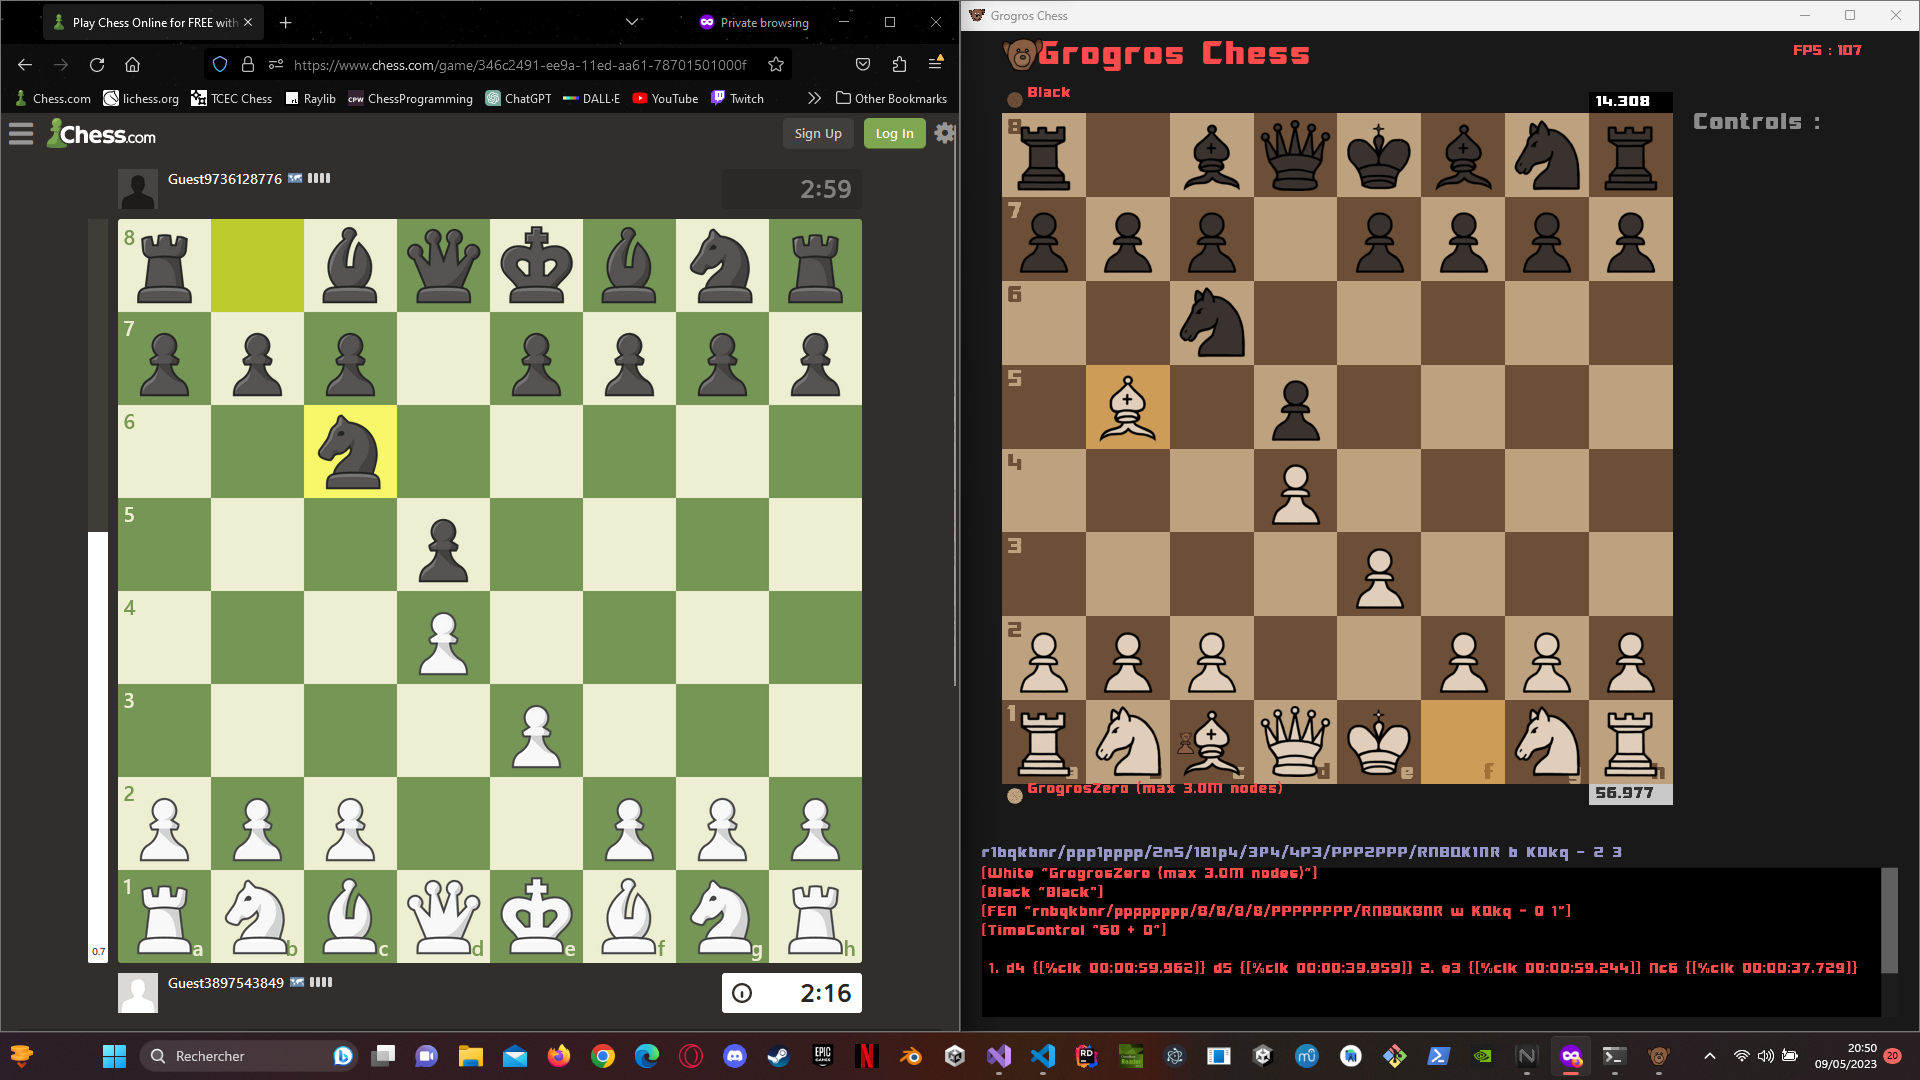 Play Chess Online for FREE with
Private browsing
https://www.chess.com/game/346c2491-ee9a-11ed-aa61-78701501000f
Chess.com
lichess.org
TCEC Chess
Raylib
CPW
ChessProgramming
ChatGPT
DALL·E
YouTube
Twitch
Other Bookmarks
Chess.com
Sign Up
Log In
Guest9736128776
2:59
8
7
6
5
4
3
2
1
a
b
c
d
e
f
g
h
0.7
Guest3897543849
2:16
Grogros Chess
Grogros Chess
FPS : 107
Black
14.308
Controls :
8
7
6
5
4
3
2
1
a
c
d
e
f
g
h
GrogrosZero (max 3.0M nodes)
56.977
r1bqkbnr/ppp1pppp/2n5/1B1p4/3P4/4P3/PPP2PPP/RNBQK1NR b KQkq - 2 3
[White "GrogrosZero (max 3.0M nodes)"]
[Black "Black"]
[FEN "rnbqkbnr/pppppppp/8/8/8/8/PPPPPPPP/RNBQKBNR w KQkq - 0 1"]
[TimeControl "60 + 0"]
1. d4 {[%clk 00:00:59.962]} d5 {[%clk 00:00:39.959]} 2. e3 {[%clk 00:00:59.244]} Nc6 {[%clk 00:00:37.729]}
Rechercher
EPIC
GAMES
N
RD
mū
N
20:50
09/05/2023
20